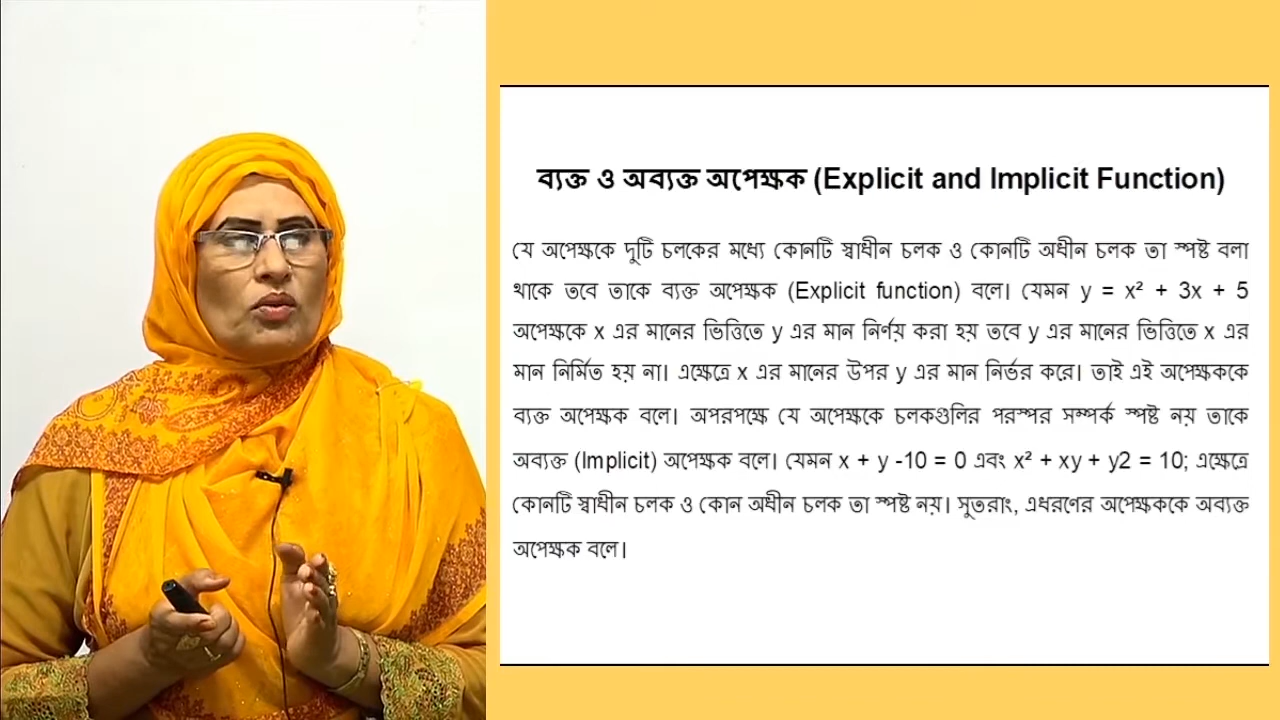 ব্যক্ত ও অব্যক্ত অপেক্ষক (Explicit and Implicit Function)
যে অপেক্ষকে দুটি চলকের মধ্যে কোনটি স্বাধীন চলক ও কোনটি অধীন চলক তা স্পষ্ট বলা
থাকে তবে তাকে ব্যক্ত অপেক্ষক (Explicit function) বলে। যেমন y = x² + 3x + 5
অপেক্ষকে x এর মানের ভিত্তিতে y এর মান নির্ণয় করা হয় তবে y এর মানের ভিত্তিতে x এর
মান নির্মিত হয় না। এক্ষেত্রে x এর মানের উপর y এর মান নির্ভর করে। তাই এই অপেক্ষককে
ব্যক্ত অপেক্ষক বলে। অপরপক্ষে যে অপেক্ষকে চলকগুলির পরস্পর সম্পর্ক স্পষ্ট নয় তাকে
অব্যক্ত (Implicit) অপেক্ষক বলে। যেমন x + y -10 = 0 এবং x² + xy + y2 = 10; এক্ষেত্রে
কোনটি স্বাধীন চলক ও কোন অধীন চলক তা স্পষ্ট নয়। সুতরাং, এধরণের অপেক্ষককে অব্যক্ত
অপেক্ষক বলে।